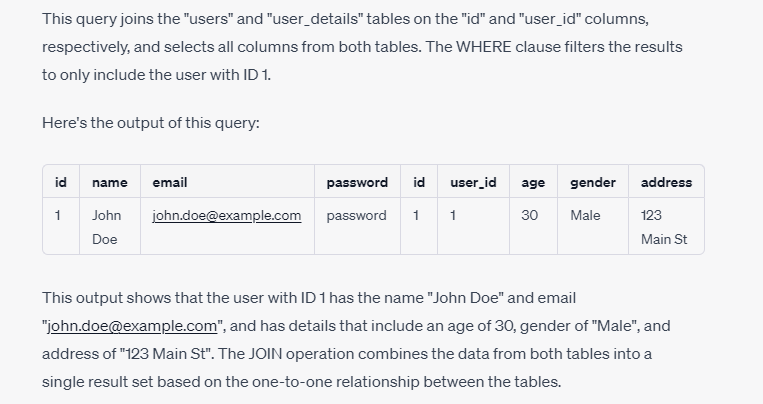 This query joins the "users" and "user_details" tables on the "id" and "user_id" columns,
respectively, and selects all columns from both tables. The WHERE clause filters the results
to only include the user with ID 1.
Here's the output of this query:
id name email password id user_id age gender address
1 John Doe john.doe@example.com password 1 1 30 Male 123 Main St
This output shows that the user with ID 1 has the name "John Doe" and email
"john.doe@example.com", and has details that include an age of 30, gender of "Male", and
address of "123 Main St". The JOIN operation combines the data from both tables into a
single result set based on the one-to-one relationship between the tables.